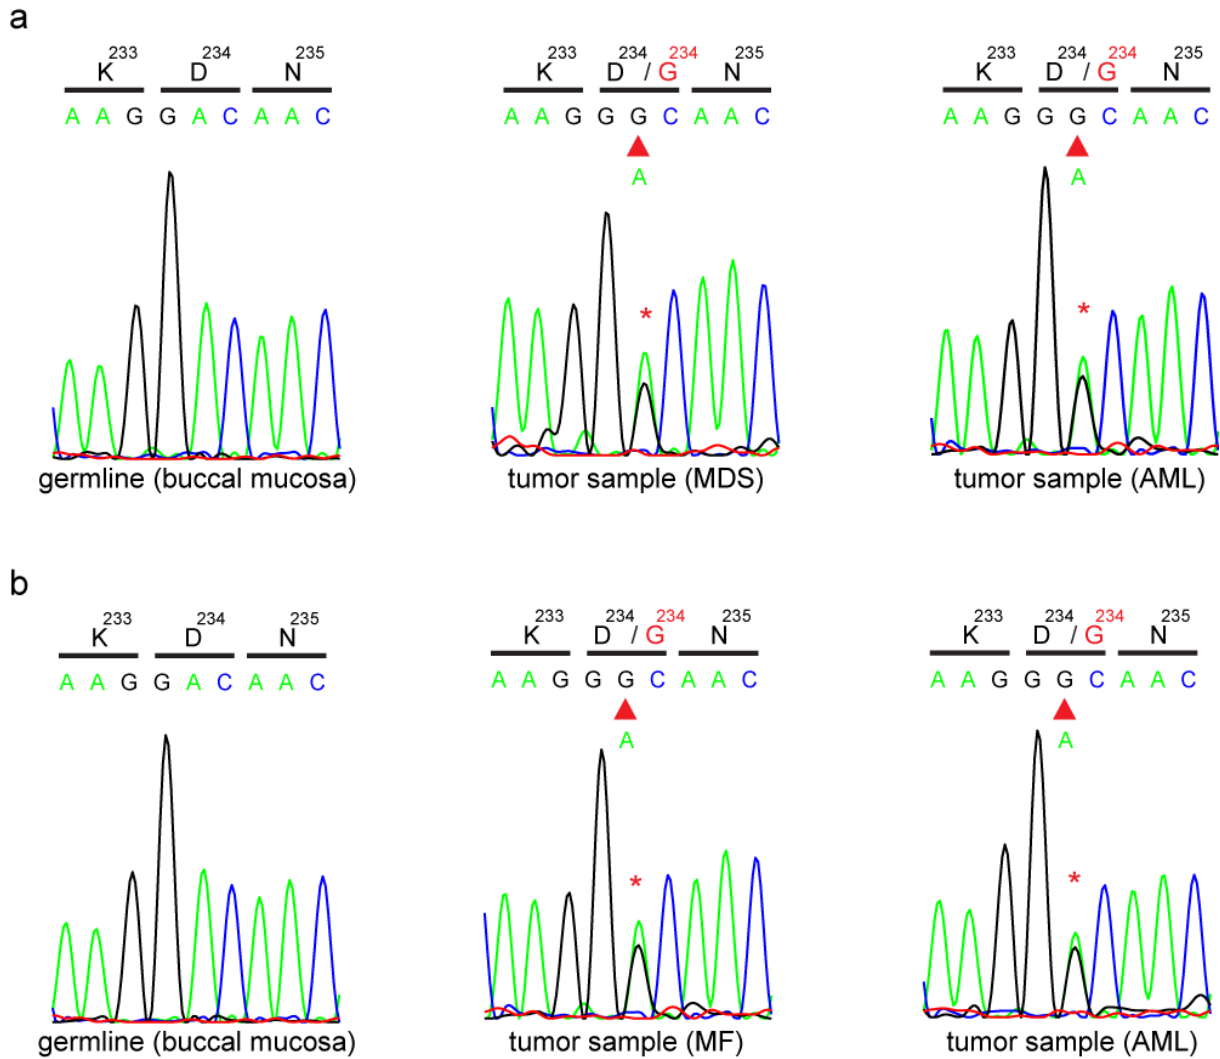 a
233 234 235
K D N
A A G G A C A A C
germline (buccal mucosa)
233 234 234 235
K D / G N
A A G G G C A A C
A
*
tumor sample (MDS)
233 234 234 235
K D / G N
A A G G G C A A C
A
*
tumor sample (AML)
b
233 234 235
K D N
A A G G A C A A C
germline (buccal mucosa)
233 234 234 235
K D / G N
A A G G G C A A C
A
*
tumor sample (MF)
233 234 234 235
K D / G N
A A G G G C A A C
A
*
tumor sample (AML)